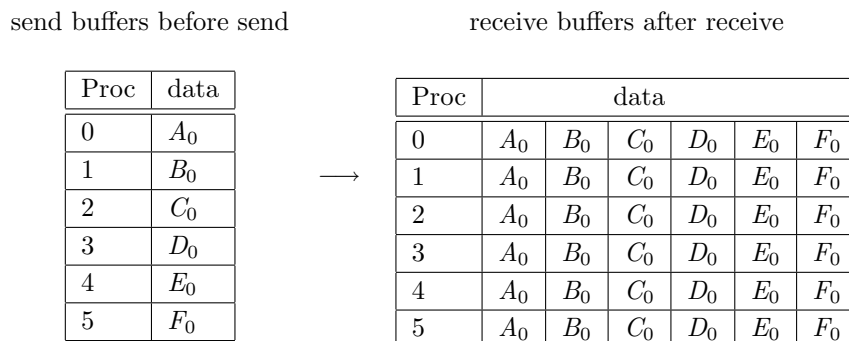 send buffers before send receive buffers after receive
Proc data
0 A₀
1 B₀
2 C₀
3 D₀
4 E₀
5 F₀
→
Proc data
0 A₀ B₀ C₀ D₀ E₀ F₀
1 A₀ B₀ C₀ D₀ E₀ F₀
2 A₀ B₀ C₀ D₀ E₀ F₀
3 A₀ B₀ C₀ D₀ E₀ F₀
4 A₀ B₀ C₀ D₀ E₀ F₀
5 A₀ B₀ C₀ D₀ E₀ F₀